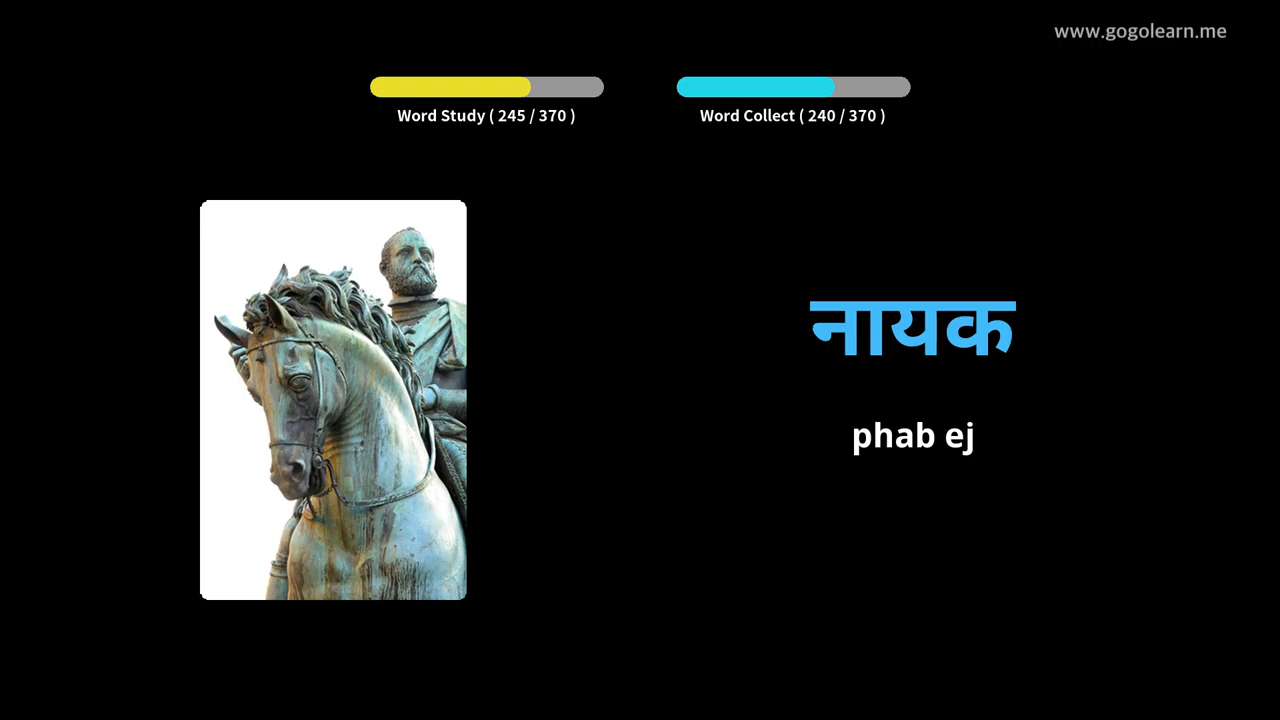 www.gogolearn.me
Word Study ( 245 / 370 )
Word Collect ( 240 / 370 )
नायक
phab ej